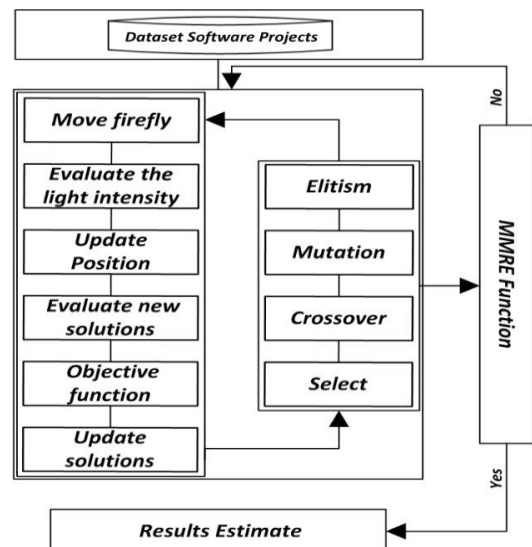 Dataset Software Projects
Move firefly
Evaluate the
light intensity
Update
Position
Evaluate new
solutions
Objective
function
Update
solutions
Elitism
Mutation
Crossover
Select
No
MMRE Function
Yes
Results Estimate